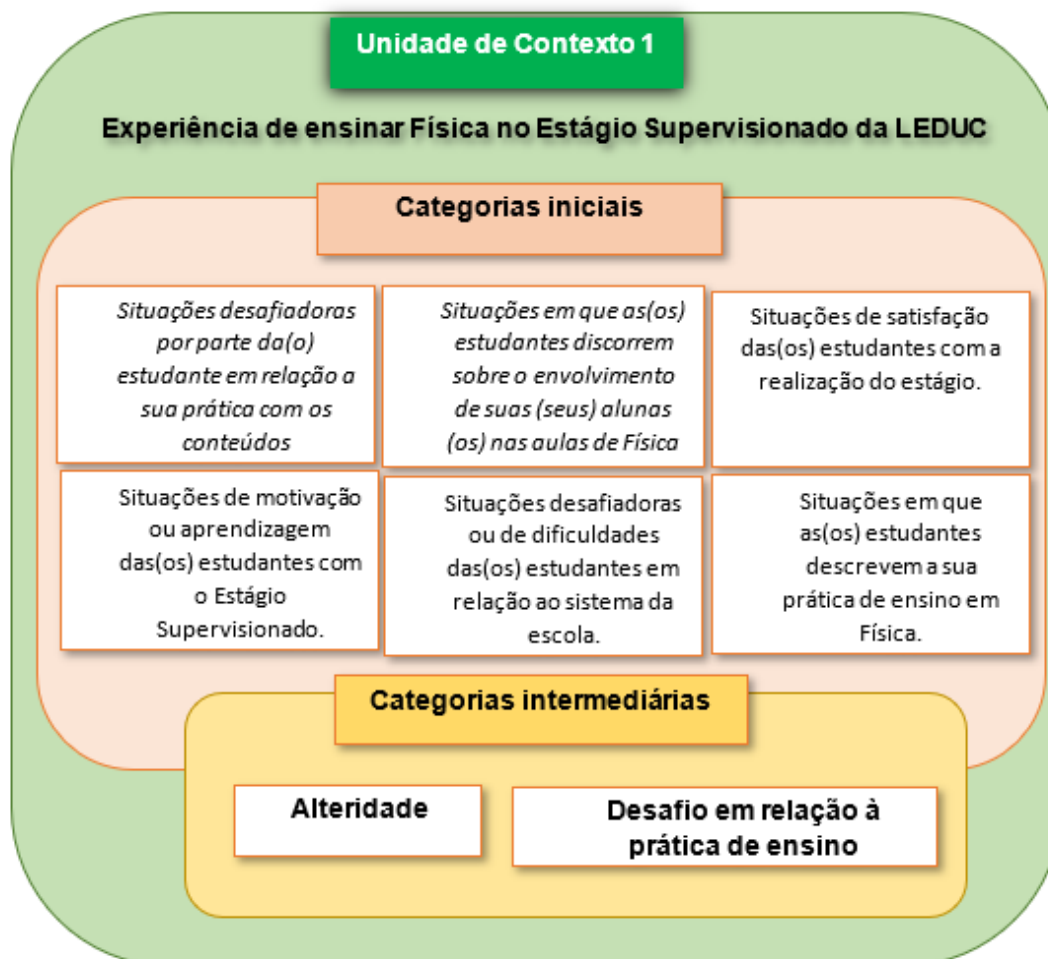 Unidade de Contexto 1
Experiência de ensinar Física no Estágio Supervisionado da LEDUC
Categorias iniciais
Situações desafiadoras
por parte da(o)
estudante em relação a
sua prática com os
conteúdos
Situações em que as(os)
estudantes discorrem
sobre o envolvimento
de suas (seus) alunas
(os) nas aulas de Física
Situações de satisfação
das(os) estudantes com a
realização do estágio.
Situações de motivação
ou aprendizagem
das(os) estudantes com
o Estágio
Supervisionado.
Situações desafiadoras
ou de dificuldades
das(os) estudantes em
relação ao sistema da
escola.
Situações em que
as(os) estudantes
descrevem a sua
prática de ensino em
Física.
Categorias intermediárias
Alteridade
Desafio em relação à
prática de ensino